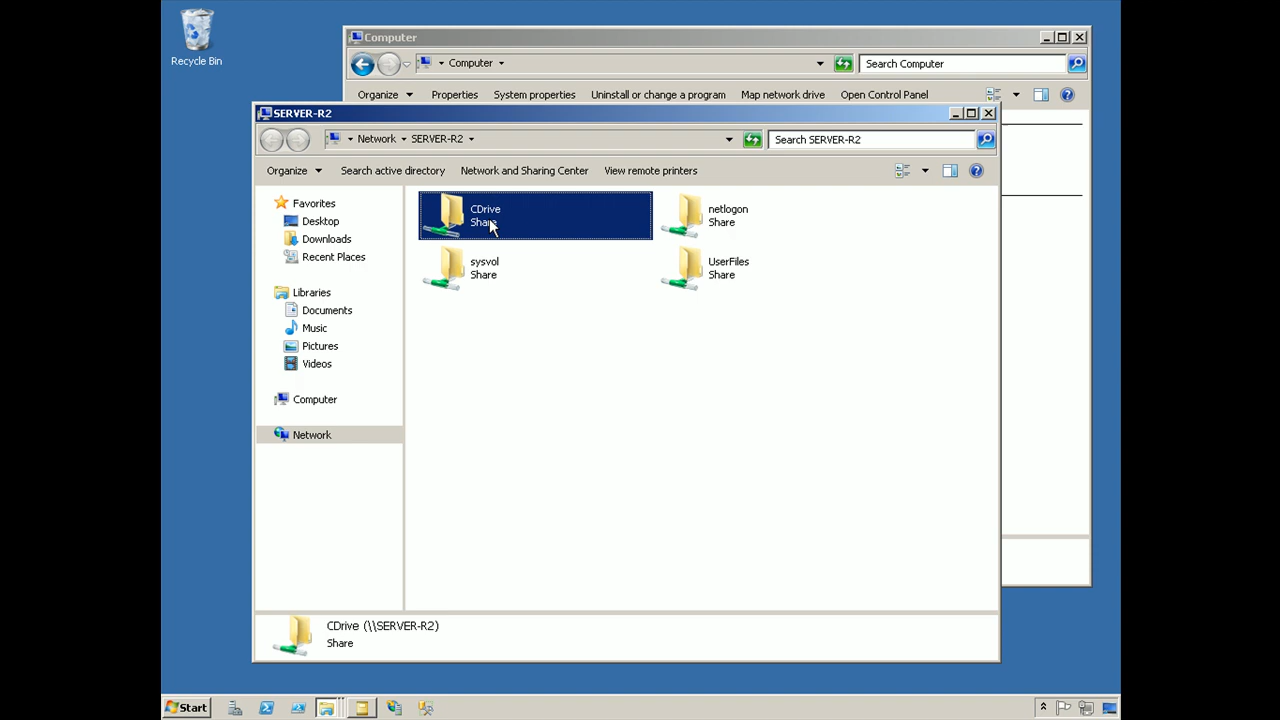 Recycle Bin
Computer
Computer
Search Computer
Organize Properties System properties Uninstall or change a program Map network drive Open Control Panel
SERVER-R2
Network SERVER-R2
Search SERVER-R2
Organize Search active directory Network and Sharing Center View remote printers
Favorites
Desktop
Downloads
Recent Places
Libraries
Documents
Music
Pictures
Videos
Computer
Network
CDrive
Share
netlogon
Share
sysvol
Share
UserFiles
Share
CDrive (\\SERVER-R2)
Share
Start